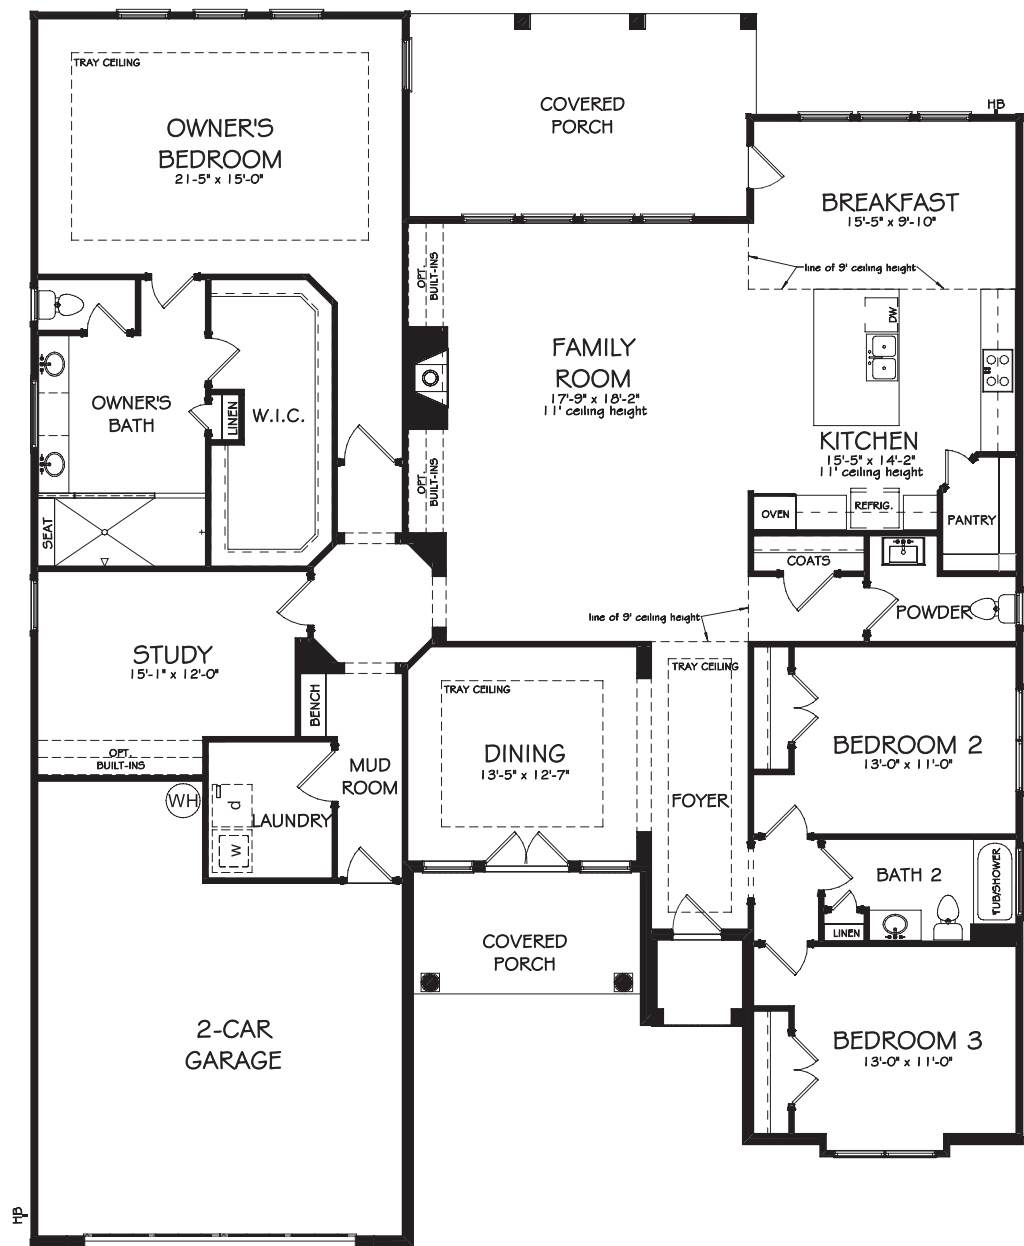 TRAY CEILING
OWNER'S
BEDROOM
21'-5" x 15'-0"
COVERED
PORCH
HB
BREAKFAST
15'-5" x 9'-10"
line of 9' ceiling height
OPT.
BUILT-INS
DW
FAMILY
ROOM
17'-9" x 18'-2"
11' ceiling height
OWNER'S
BATH
LINEN
W.I.C.
KITCHEN
15'-5" x 14'-2"
11' ceiling height
OPT.
BUILT-INS
OVEN
REFRIG.
PANTRY
SEAT
COATS
POWDER
line of 9' ceiling height
STUDY
15'-1" x 12'-0"
OPT.
BUILT-INS
BENCH
TRAY CEILING
DINING
13'-5" x 12'-7"
TRAY CEILING
FOYER
BEDROOM 2
13'-0" x 11'-0"
MUD
ROOM
WH
d
LAUNDRY
W
BATH 2
TUB/SHOWER
LINEN
COVERED
PORCH
2-CAR
GARAGE
BEDROOM 3
13'-0" x 11'-0"
HB